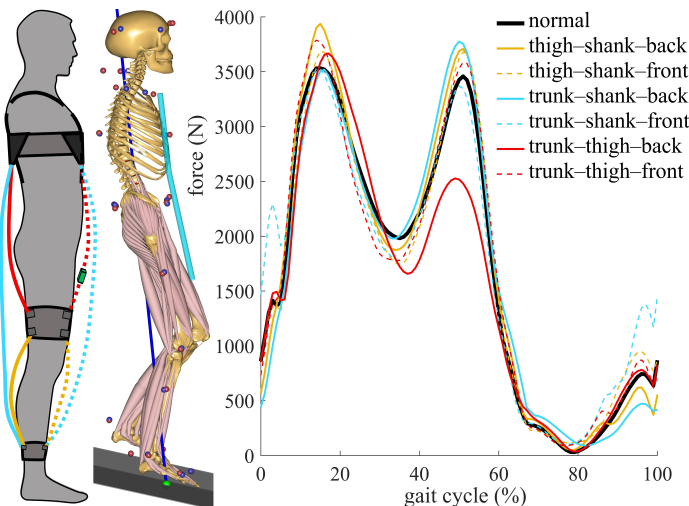 force (N)
4000
3500
3000
2500
2000
1500
1000
500
0
0
20
40
60
80
100
gait cycle (%)
normal
thigh–shank–back
thigh–shank–front
trunk–shank–back
trunk–shank–front
trunk–thigh–back
trunk–thigh–front